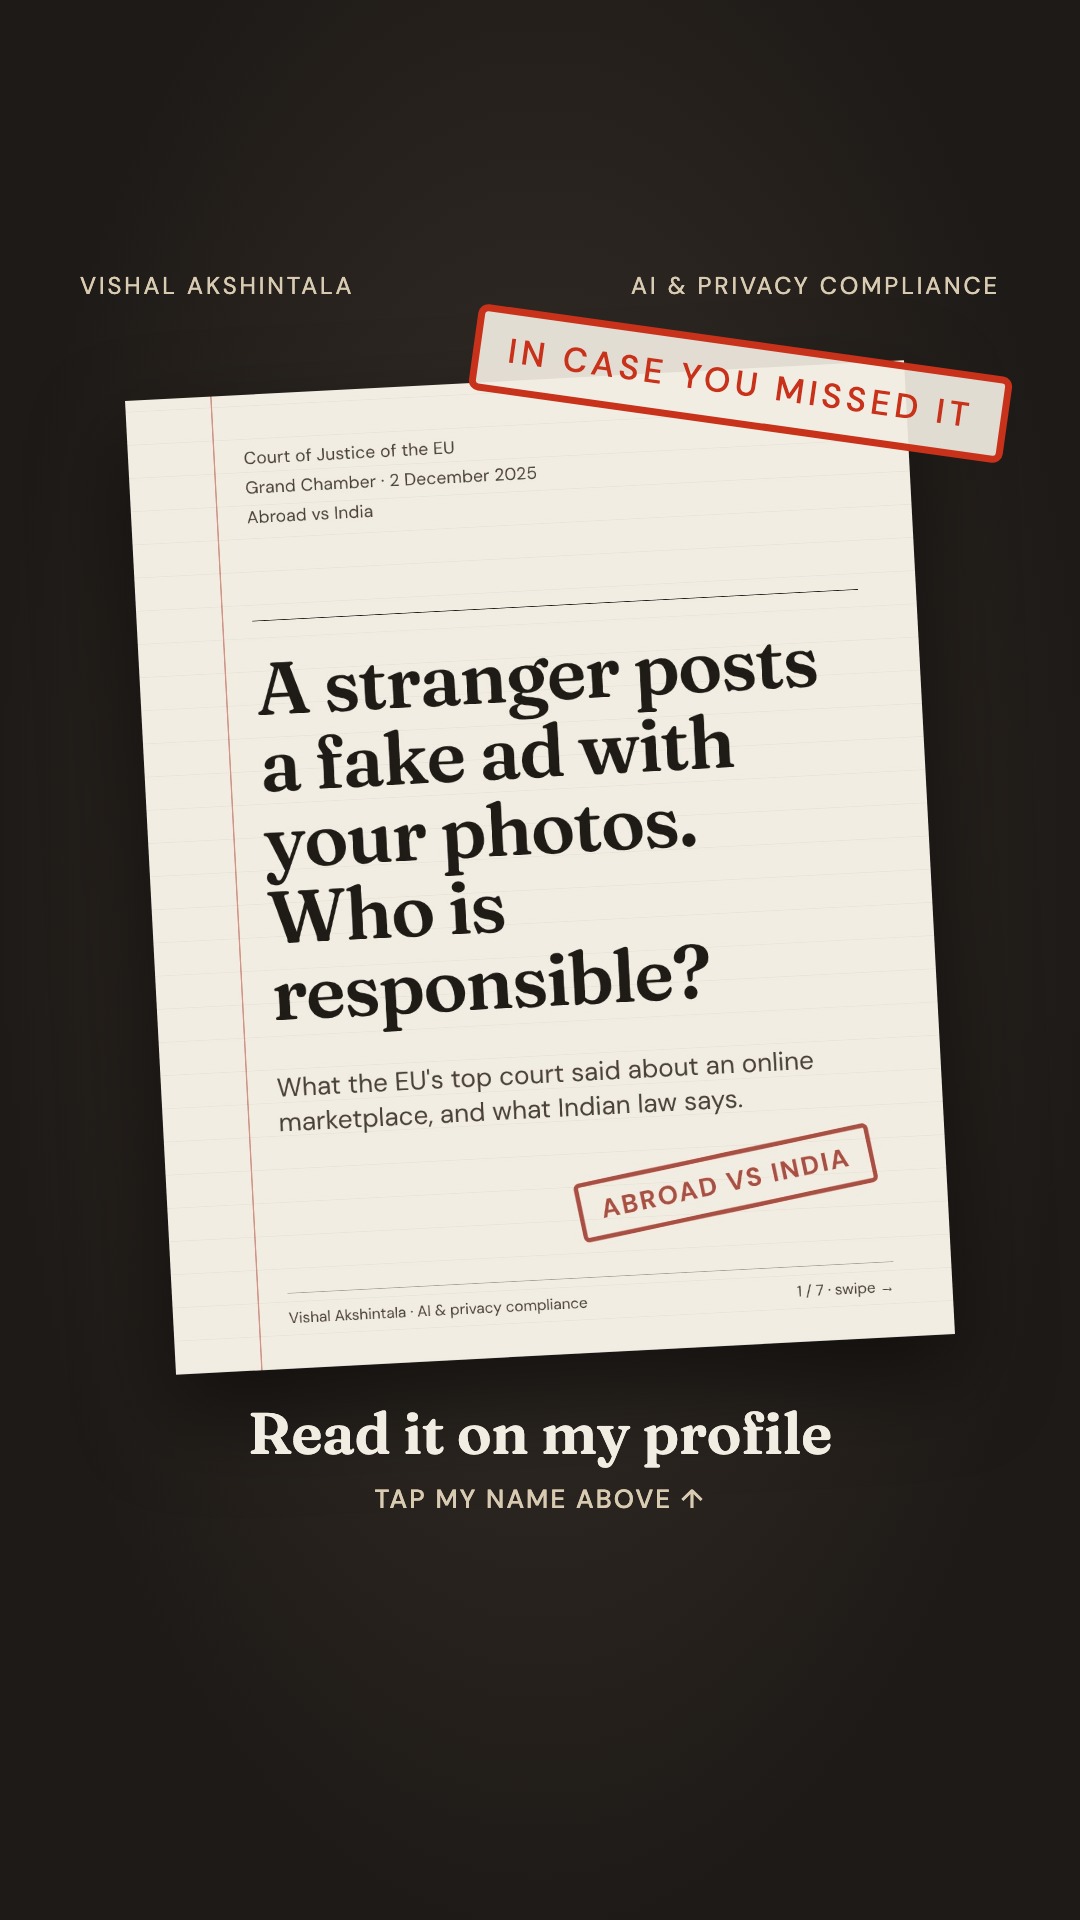 VISHAL AKSHINTALA
AI & PRIVACY COMPLIANCE
IN CASE YOU MISSED IT
Court of Justice of the EU
Grand Chamber · 2 December 2025
Abroad vs India
A stranger posts
a fake ad with
your photos.
Who is
responsible?
What the EU's top court said about an online
marketplace, and what Indian law says.
ABROAD VS INDIA
Vishal Akshintala · AI & privacy compliance
1 / 7 · swipe →
Read it on my profile
TAP MY NAME ABOVE ↑